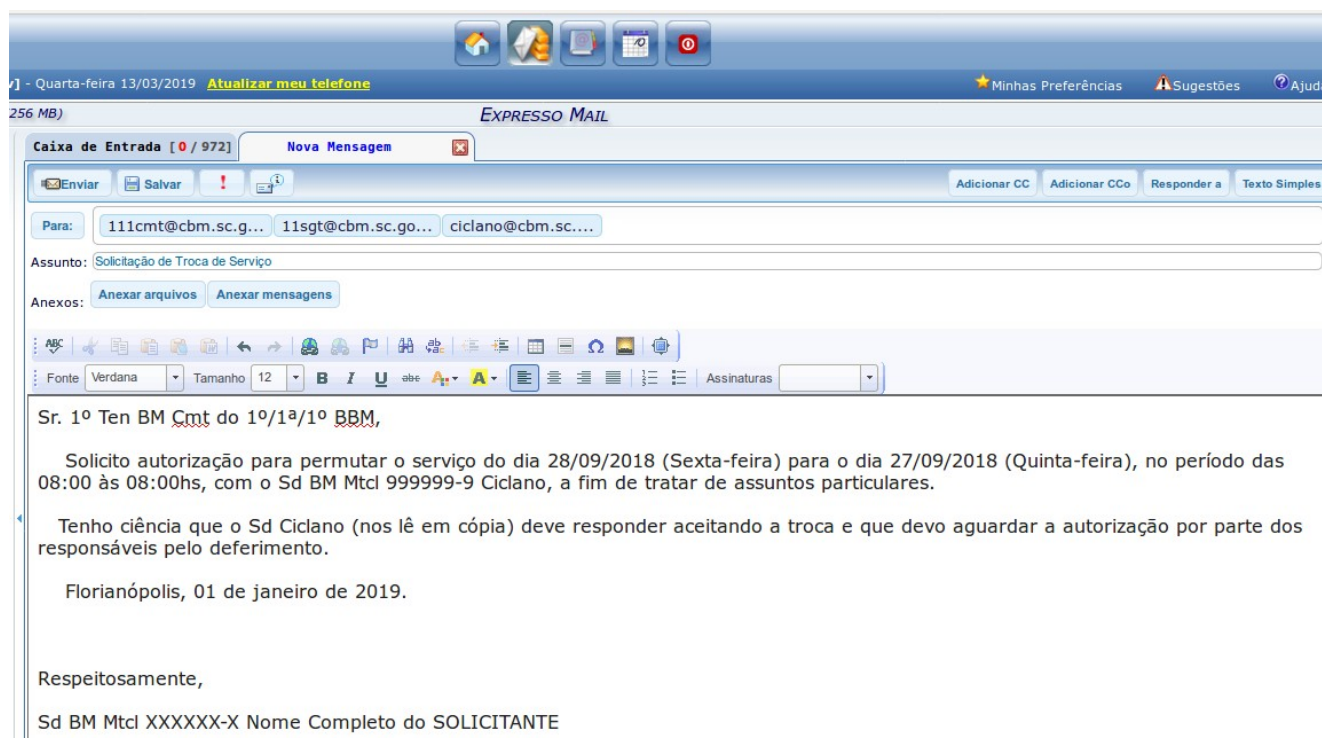 - Quarta-feira 13/03/2019 Atualizar meu telefone Minhas Preferências Sugestões
256 MB) EXPRESSO MAIL
Caixa de Entrada [0/972] Nova Mensagem
Enviar Salvar ! Adicionar CC Adicionar CCo Responder a Texto Simples
Para: 111cmt@cbm.sc.g... 11sgt@cbm.sc.go... ciclano@cbm.sc....
Assunto: Solicitação de Troca de Serviço
Anexos: Anexar arquivos Anexar mensagens
ABC
Fonte Verdana Tamanho 12 B I U abc A A Assinaturas
Sr. 1º Ten BM Cmt do 1º/1ª/1º BBM,
Solicito autorização para permutar o serviço do dia 28/09/2018 (Sexta-feira) para o dia 27/09/2018 (Quinta-feira), no período das
08:00 às 08:00hs, com o Sd BM Mtcl 999999-9 Ciclano, a fim de tratar de assuntos particulares.
Tenho ciência que o Sd Ciclano (nos lê em cópia) deve responder aceitando a troca e que devo aguardar a autorização por parte dos
responsáveis pelo deferimento.
Florianópolis, 01 de janeiro de 2019.
Respeitosamente,
Sd BM Mtcl XXXXXX-X Nome Completo do SOLICITANTE